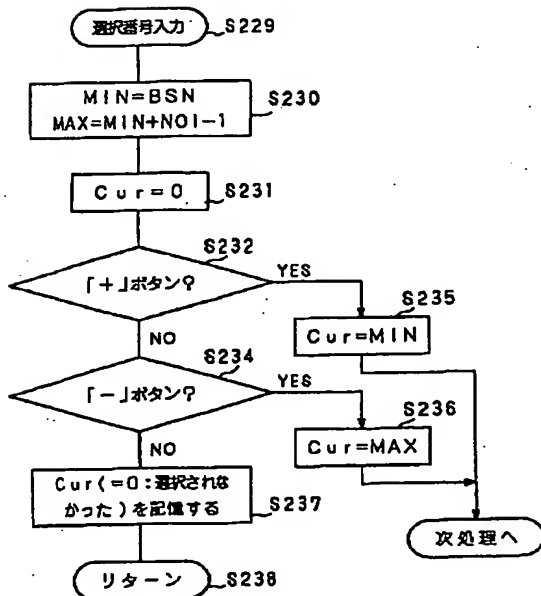 選択番号入力 S229
MIN=BSN
MAX=MIN+NOI-1
S230
Cur=0 S231
S232
「+」ボタン?
YES
NO
S235
Cur=MIN
S234
「-」ボタン?
YES
NO
S236
Cur=MAX
Cur(=0:選択されな
かった)を記憶する
S237
次処理へ
リターン S238